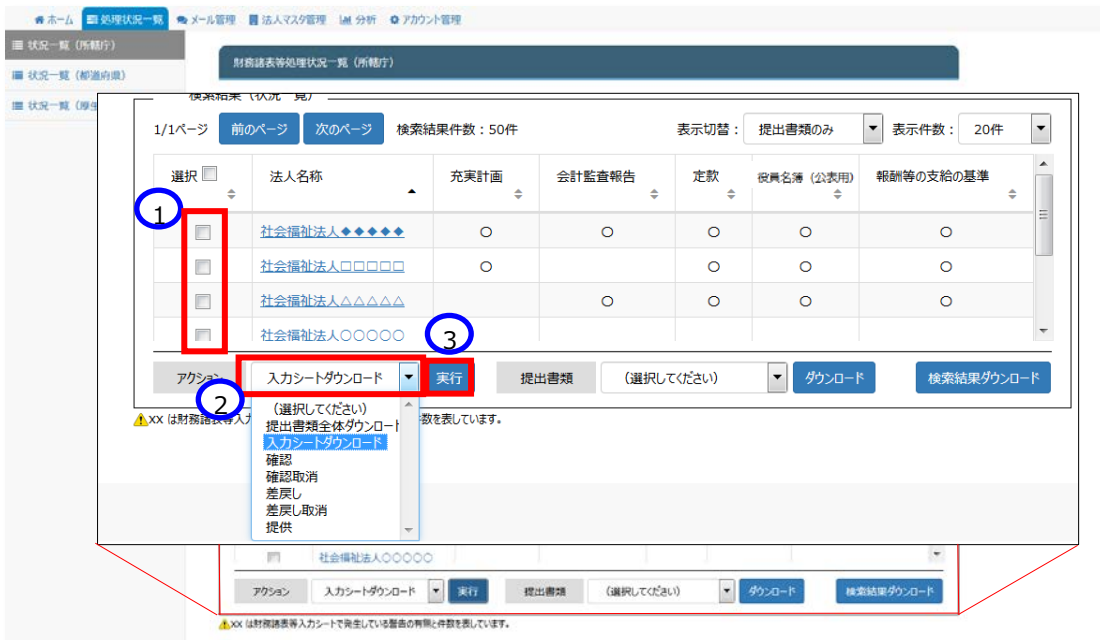 ホーム 処理状況一覧 メール管理 法人マスタ管理 分析 アカウント管理
状況一覧（所轄庁）
財務諸表等処理状況一覧（所轄庁）
状況一覧（都道府県）
状況一覧（厚生
検索結果（状況一覧）
1/1ページ 前のページ 次のページ 検索結果件数：50件 表示切替： 提出書類のみ 表示件数： 20件
選択 法人名称 充実計画 会計監査報告 定款 役員名簿（公表用） 報酬等の支給の基準
1
社会福祉法人◆◆◆◆◆ ○ ○ ○ ○ ○
社会福祉法人□□□□□ ○ ○ ○ ○
社会福祉法人△△△△△ ○ ○ ○ ○
社会福祉法人○○○○○
3
アクション 入力シートダウンロード 実行 提出書類 （選択してください） ダウンロード 検索結果ダウンロード
2
（選択してください）
xx は財務諸表等入 件数を表しています。
提出書類全体ダウンロード
入力シートダウンロード
確認
確認取消
差戻し
差戻し取消
提供
社会福祉法人○○○○○
アクション 入力シートダウンロード 実行 提出書類 （選択してください） ダウンロード 検索結果ダウンロード
xx は財務諸表等入力シートで発生している警告の有無と件数を表しています。